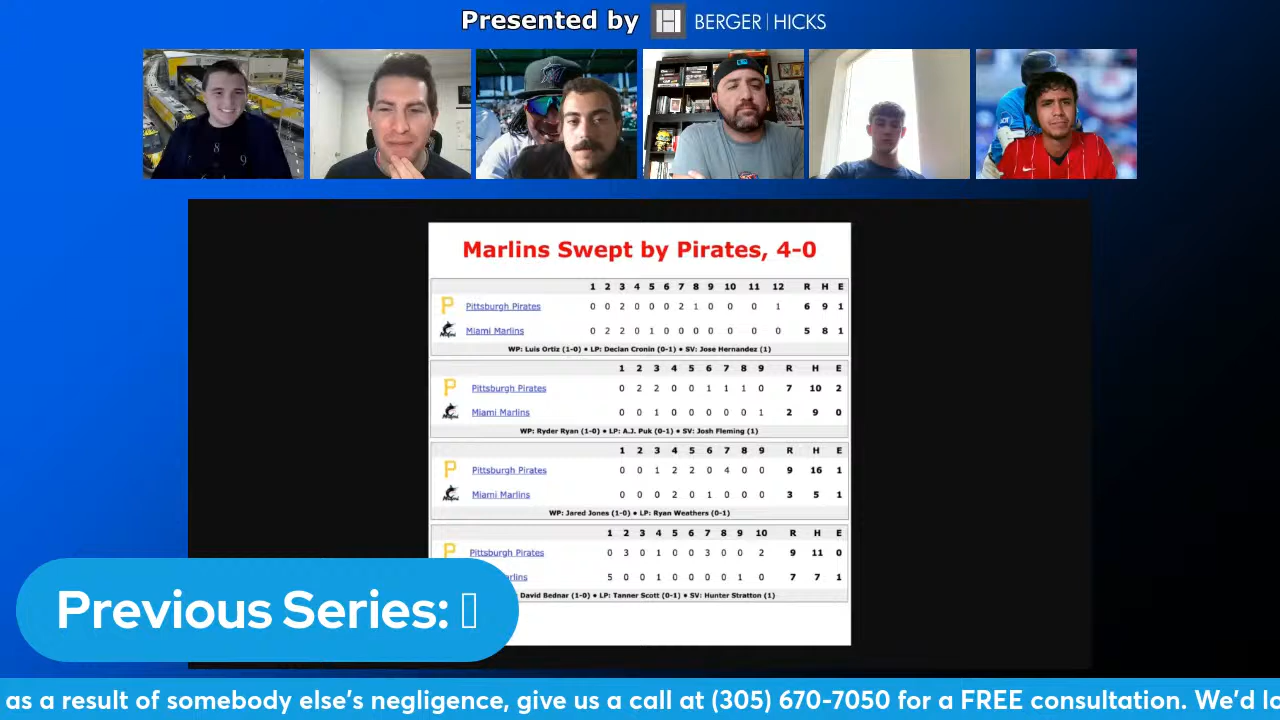 Presented by BERGER | HICKS
8
9
Marlins Swept by Pirates, 4-0
1 2 3 4 5 6 7 8 9 10 11 12 R H E
P Pittsburgh Pirates 0 0 2 0 0 0 2 1 0 0 0 1 6 9 1
Miami Marlins 0 2 2 0 1 0 0 0 0 0 0 0 5 8 1
WP: Luis Ortiz (1-0) • LP: Declan Cronin (0-1) • SV: Jose Hernandez (1)
1 2 3 4 5 6 7 8 9 R H E
P Pittsburgh Pirates 0 2 2 0 0 1 1 1 0 7 10 2
Miami Marlins 0 0 1 0 0 0 0 0 1 2 9 0
WP: Ryder Ryan (1-0) • LP: A.J. Puk (0-1) • SV: Josh Fleming (1)
1 2 3 4 5 6 7 8 9 R H E
P Pittsburgh Pirates 0 0 1 2 2 0 4 0 0 9 16 1
Miami Marlins 0 0 0 2 0 1 0 0 0 3 5 1
WP: Jared Jones (1-0) • LP: Ryan Weathers (0-1)
1 2 3 4 5 6 7 8 9 10 R H E
P Pittsburgh Pirates 0 3 0 1 0 0 3 0 0 2 9 11 0
arlins 5 0 0 1 0 0 0 0 1 0 7 7 1
David Bednar (1-0) • LP: Tanner Scott (0-1) • SV: Hunter Stratton (1)
Previous Series:
as a result of somebody else's negligence, give us a call at (305) 670-7050 for a FREE consultation. We'd lo